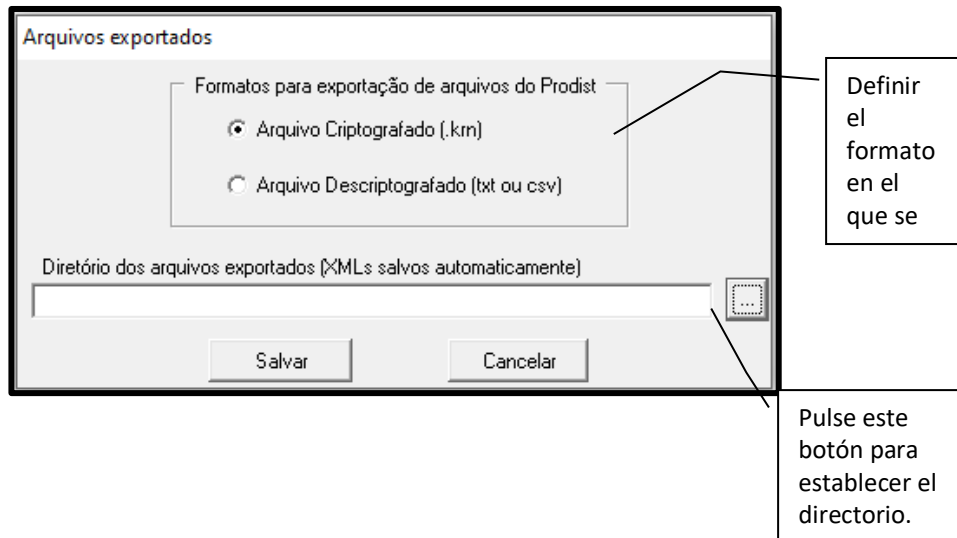 Arquivos exportados
Formatos para exportação de arquivos do Prodist
Arquivo Criptografado (.krn)
Arquivo Descriptografado (txt ou csv)
Diretório dos arquivos exportados (XMLs salvos automaticamente)
...
Salvar
Cancelar
Definir
el
formato
en el
que se
Pulse este
botón para
establecer el
directorio.